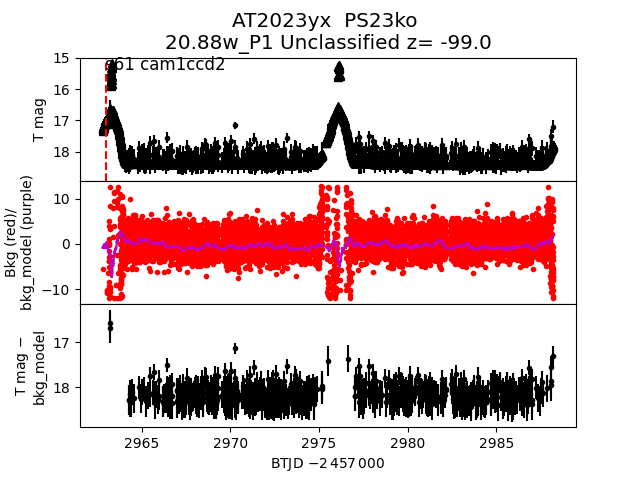 AT2023yx PS23ko
20.88w_P1 Unclassified z= -99.0
s61 cam1ccd2
15
16
17
18
T mag
10
0
−10
Bkg (red)/
bkg_model (purple)
17
18
T mag −
bkg_model
2965
2970
2975
2980
2985
BTJD −2 457 000